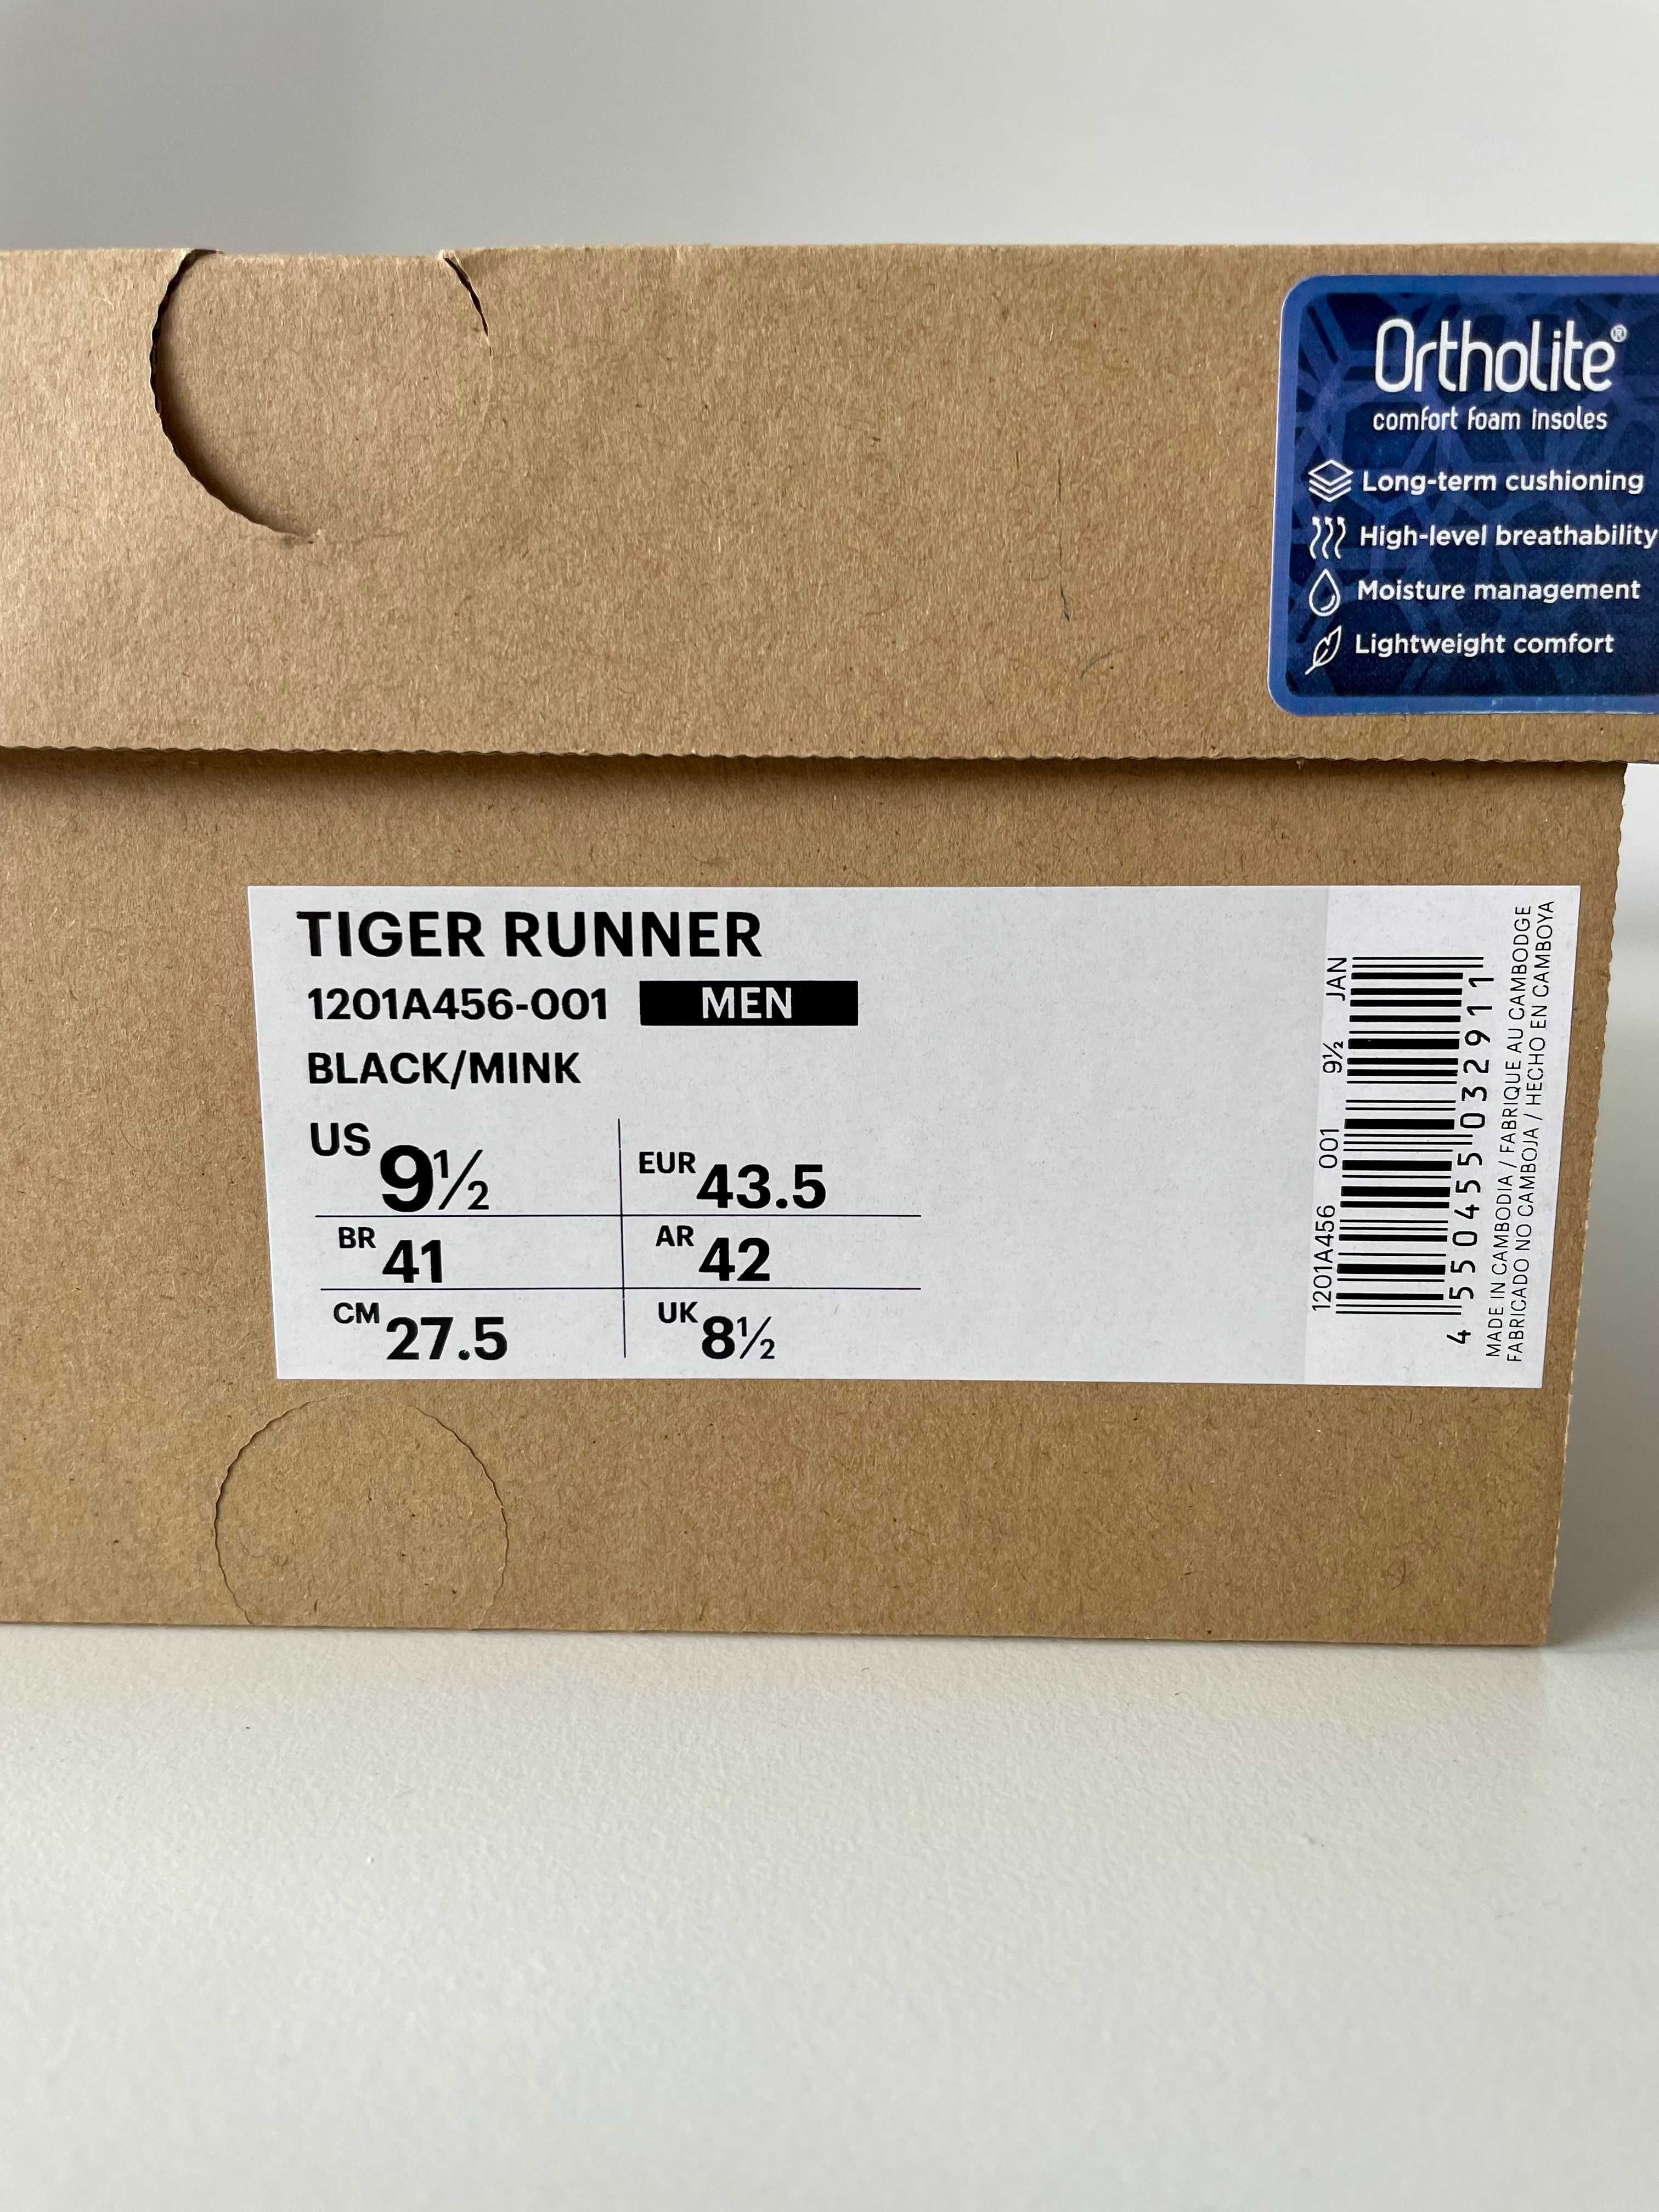 Ortholite®
comfort foam insoles
Long-term cushioning
High-level breathability
Moisture management
Lightweight comfort
TIGER RUNNER
1201A456-001 MEN
BLACK/MINK
US 9½ EUR 43.5
BR 41 AR 42
CM 27.5 UK 8½
1201A456 001 9½ JAN
4 550455 032911
MADE IN CAMBODIA / FABRIQUE AU CAMBODGE
FABRICADO NO CAMBOJA / HECHO EN CAMBOYA